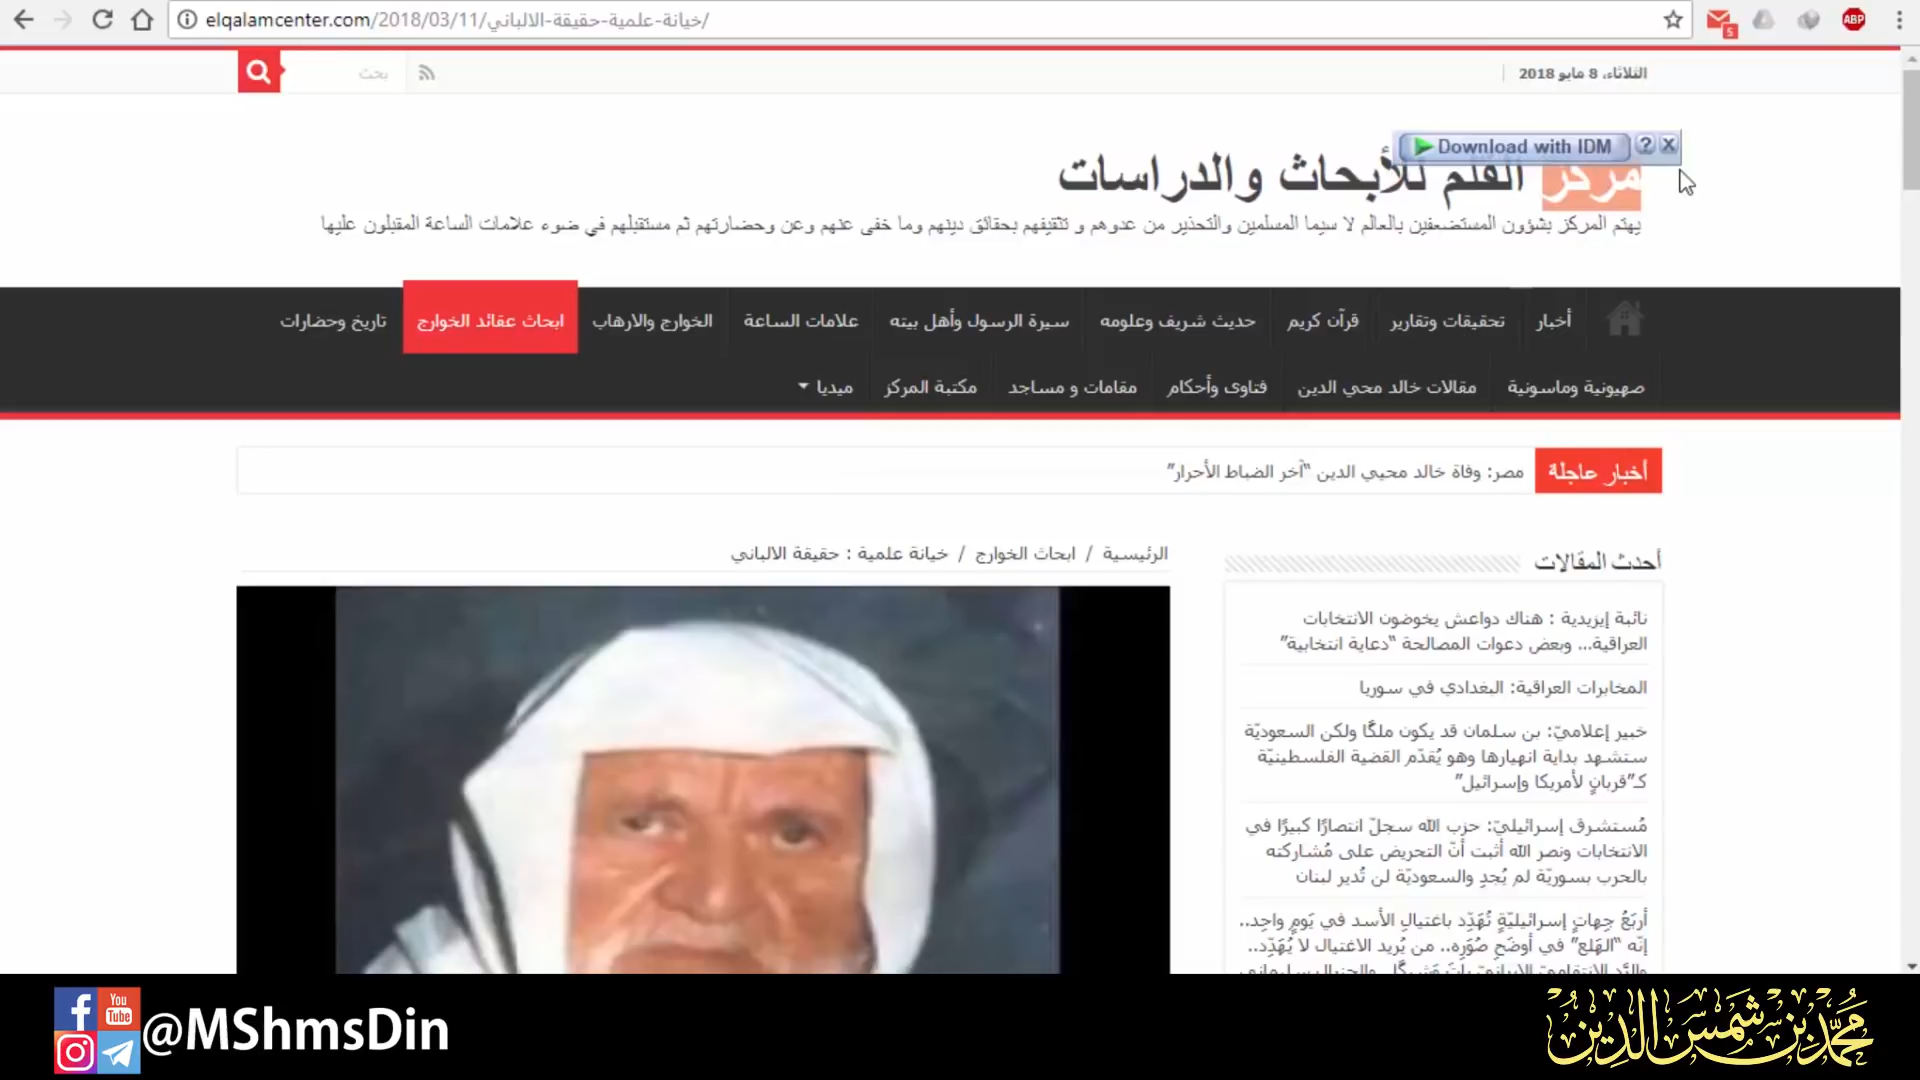 elqalamcenter.com/2018/03/11/خيانة-علمية-حقيقة-الالباني/
5
ABP
الثلاثاء، 8 مايو 2018
بحث
Download with IDM
مركز القلم للأبحاث والدراسات
يهتم المركز بشؤون المستضعفين بالعالم لا سيما المسلمين والتحذير من عدوهم و تثقيفهم بحقائق دينهم وما خفى عنهم وعن وحضارتهم ثم مستقبلهم في ضوء علامات الساعة المقبلون عليها
أخبار تحقيقات وتقارير قرآن كريم حديث شريف وعلومه سيرة الرسول وأهل بيته علامات الساعة الخوارج والارهاب ابحاث عقائد الخوارج تاريخ وحضارات
صهيونية وماسونية مقالات خالد محي الدين فتاوى وأحكام مقامات و مساجد مكتبة المركز ميديا
أخبار عاجلة مصر: وفاة خالد محيي الدين “آخر الضباط الأحرار”
الرئيسية / ابحاث الخوارج / خيانة علمية : حقيقة الالباني
أحدث المقالات
نائبة إيزيدية : هناك دواعش يخوضون الانتخابات
العراقية... وبعض دعوات المصالحة “دعاية انتخابية”
المخابرات العراقية: البغدادي في سوريا
خبير إعلاميّ: بن سلمان قد يكون ملكًا ولكن السعوديّة
ستشهد بداية انهيارها وهو يُقدّم القضية الفلسطينيّة
كـ”قربانٍ لأمريكا وإسرائيل”
مُستشرق إسرائيليّ: حزب الله سجلّ انتصارًا كبيرًا في
الانتخابات ونصر الله أثبت أنّ التحريض على مُشاركته
بالحرب بسوريّة لم يُجدِ والسعوديّة لن تُدير لبنان
أربَعُ جِهاتٍ إسرائيليّةٍ تُهَدِّد باغتيالِ الأسد في يَومٍ واحِد..
إنّه “الهَلع” في أوضَحِ صُوَرِه.. من يُريد الاغتيال لا يُهَدِّد..
You
Tube
@MShmsDin
محمد بن شمس الدين